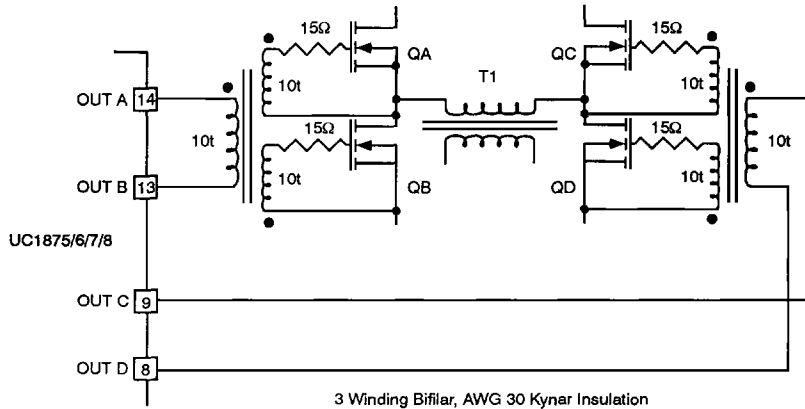 15Ω
QA
QC
15Ω
T1
OUT A 14
10t
10t
10t
10t
15Ω
15Ω
OUT B 13
10t
QB
QD
10t
UC1875/6/7/8
OUT C 9
OUT D 8
3 Winding Bifilar, AWG 30 Kynar Insulation